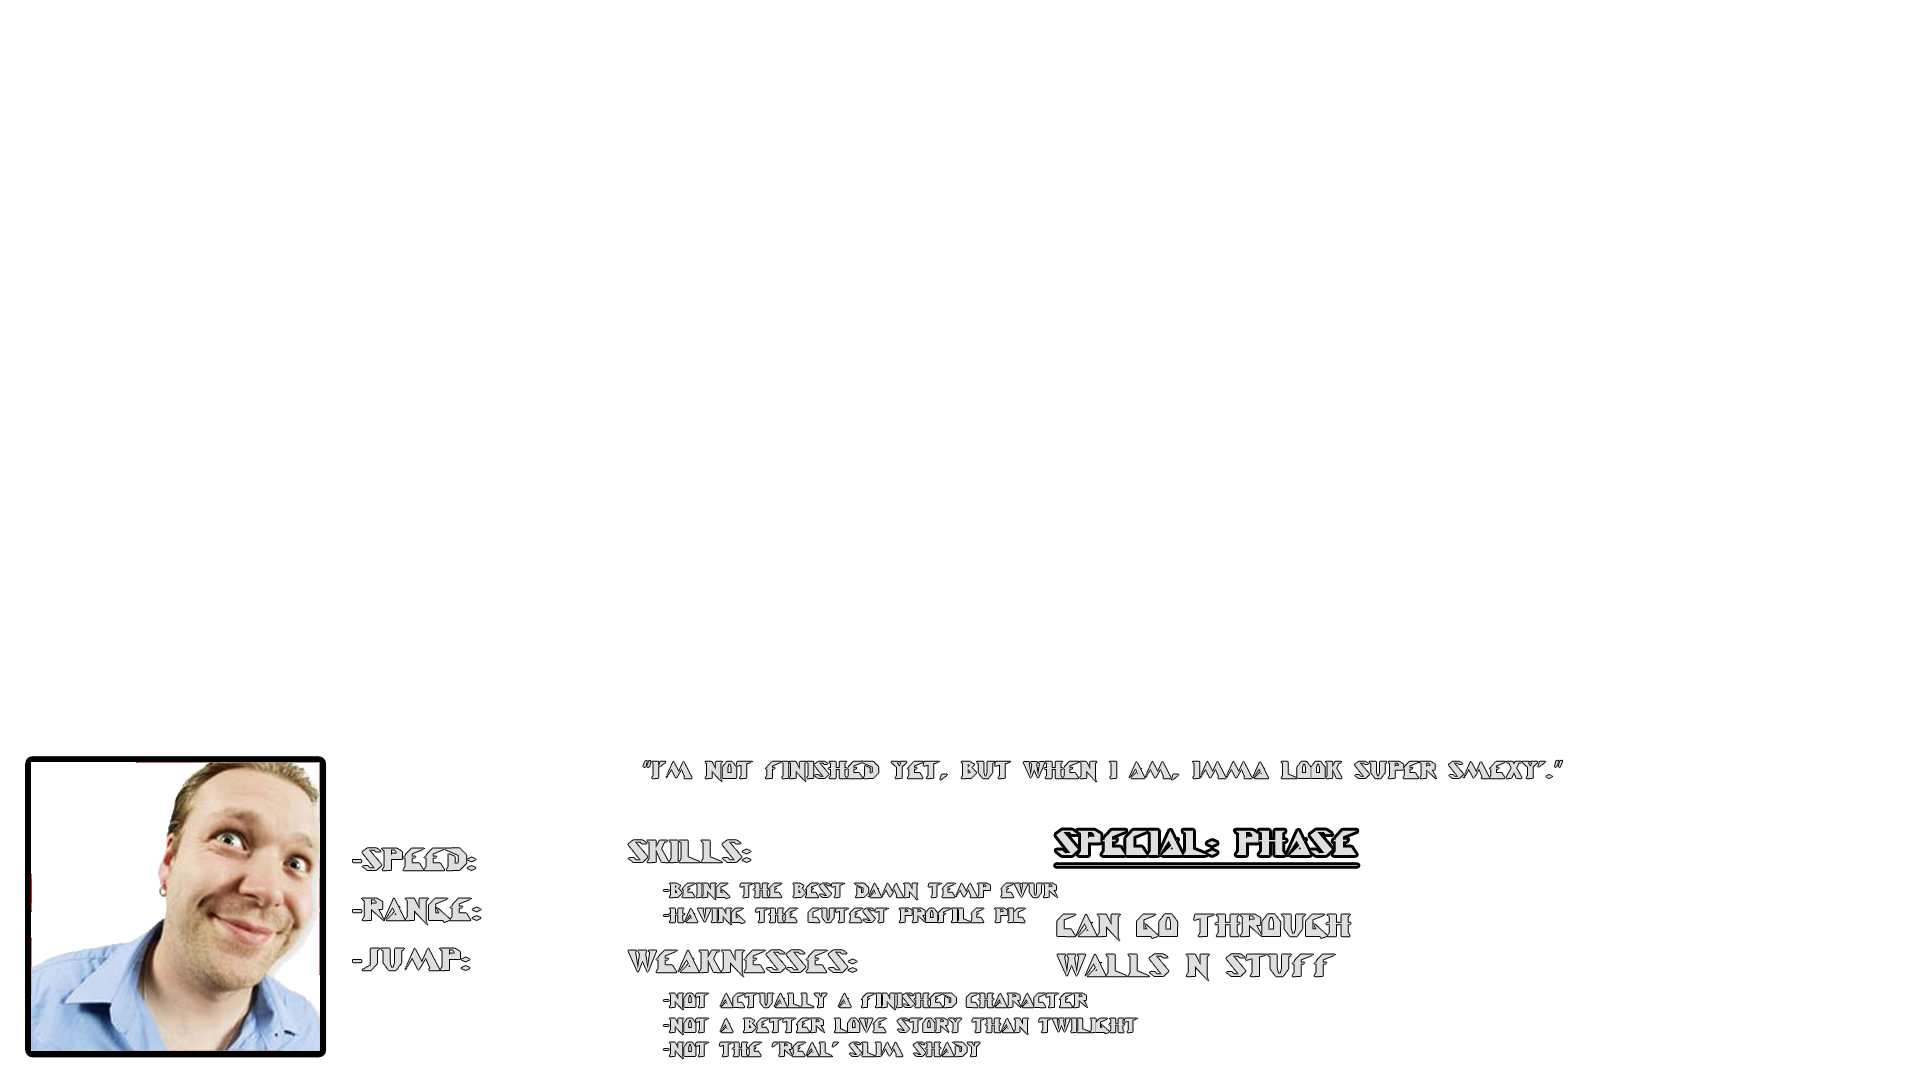 "I'M NOT FINISHED YET, BUT WHEN I AM, IMMA LOOK SUPER SMEXY'."
-SPEED:
-RANGE:
-JUMP:
SKILLS:
-BEING THE BEST DAMN TEMP EVUR
-HAVING THE CUTEST PROFILE PIC
WEAKNESSES:
-NOT ACTUALLY A FINISHED CHARACTER
-NOT A BETTER LOVE STORY THAN TWILIGHT
-NOT THE 'REAL' SLIM SHADY
SPECIAL: PHASE
CAN GO THROUGH
WALLS N STUFF